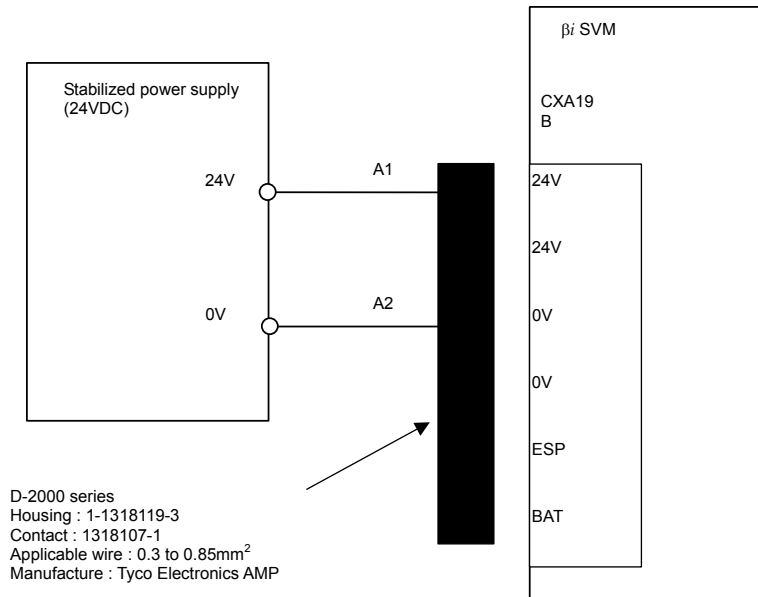 βi SVM
Stabilized power supply
(24VDC)
CXA19
B
24V
A1
24V
24V
0V
A2
0V
0V
ESP
BAT
D-2000 series
Housing : 1-1318119-3
Contact : 1318107-1
Applicable wire : 0.3 to 0.85mm²
Manufacture : Tyco Electronics AMP